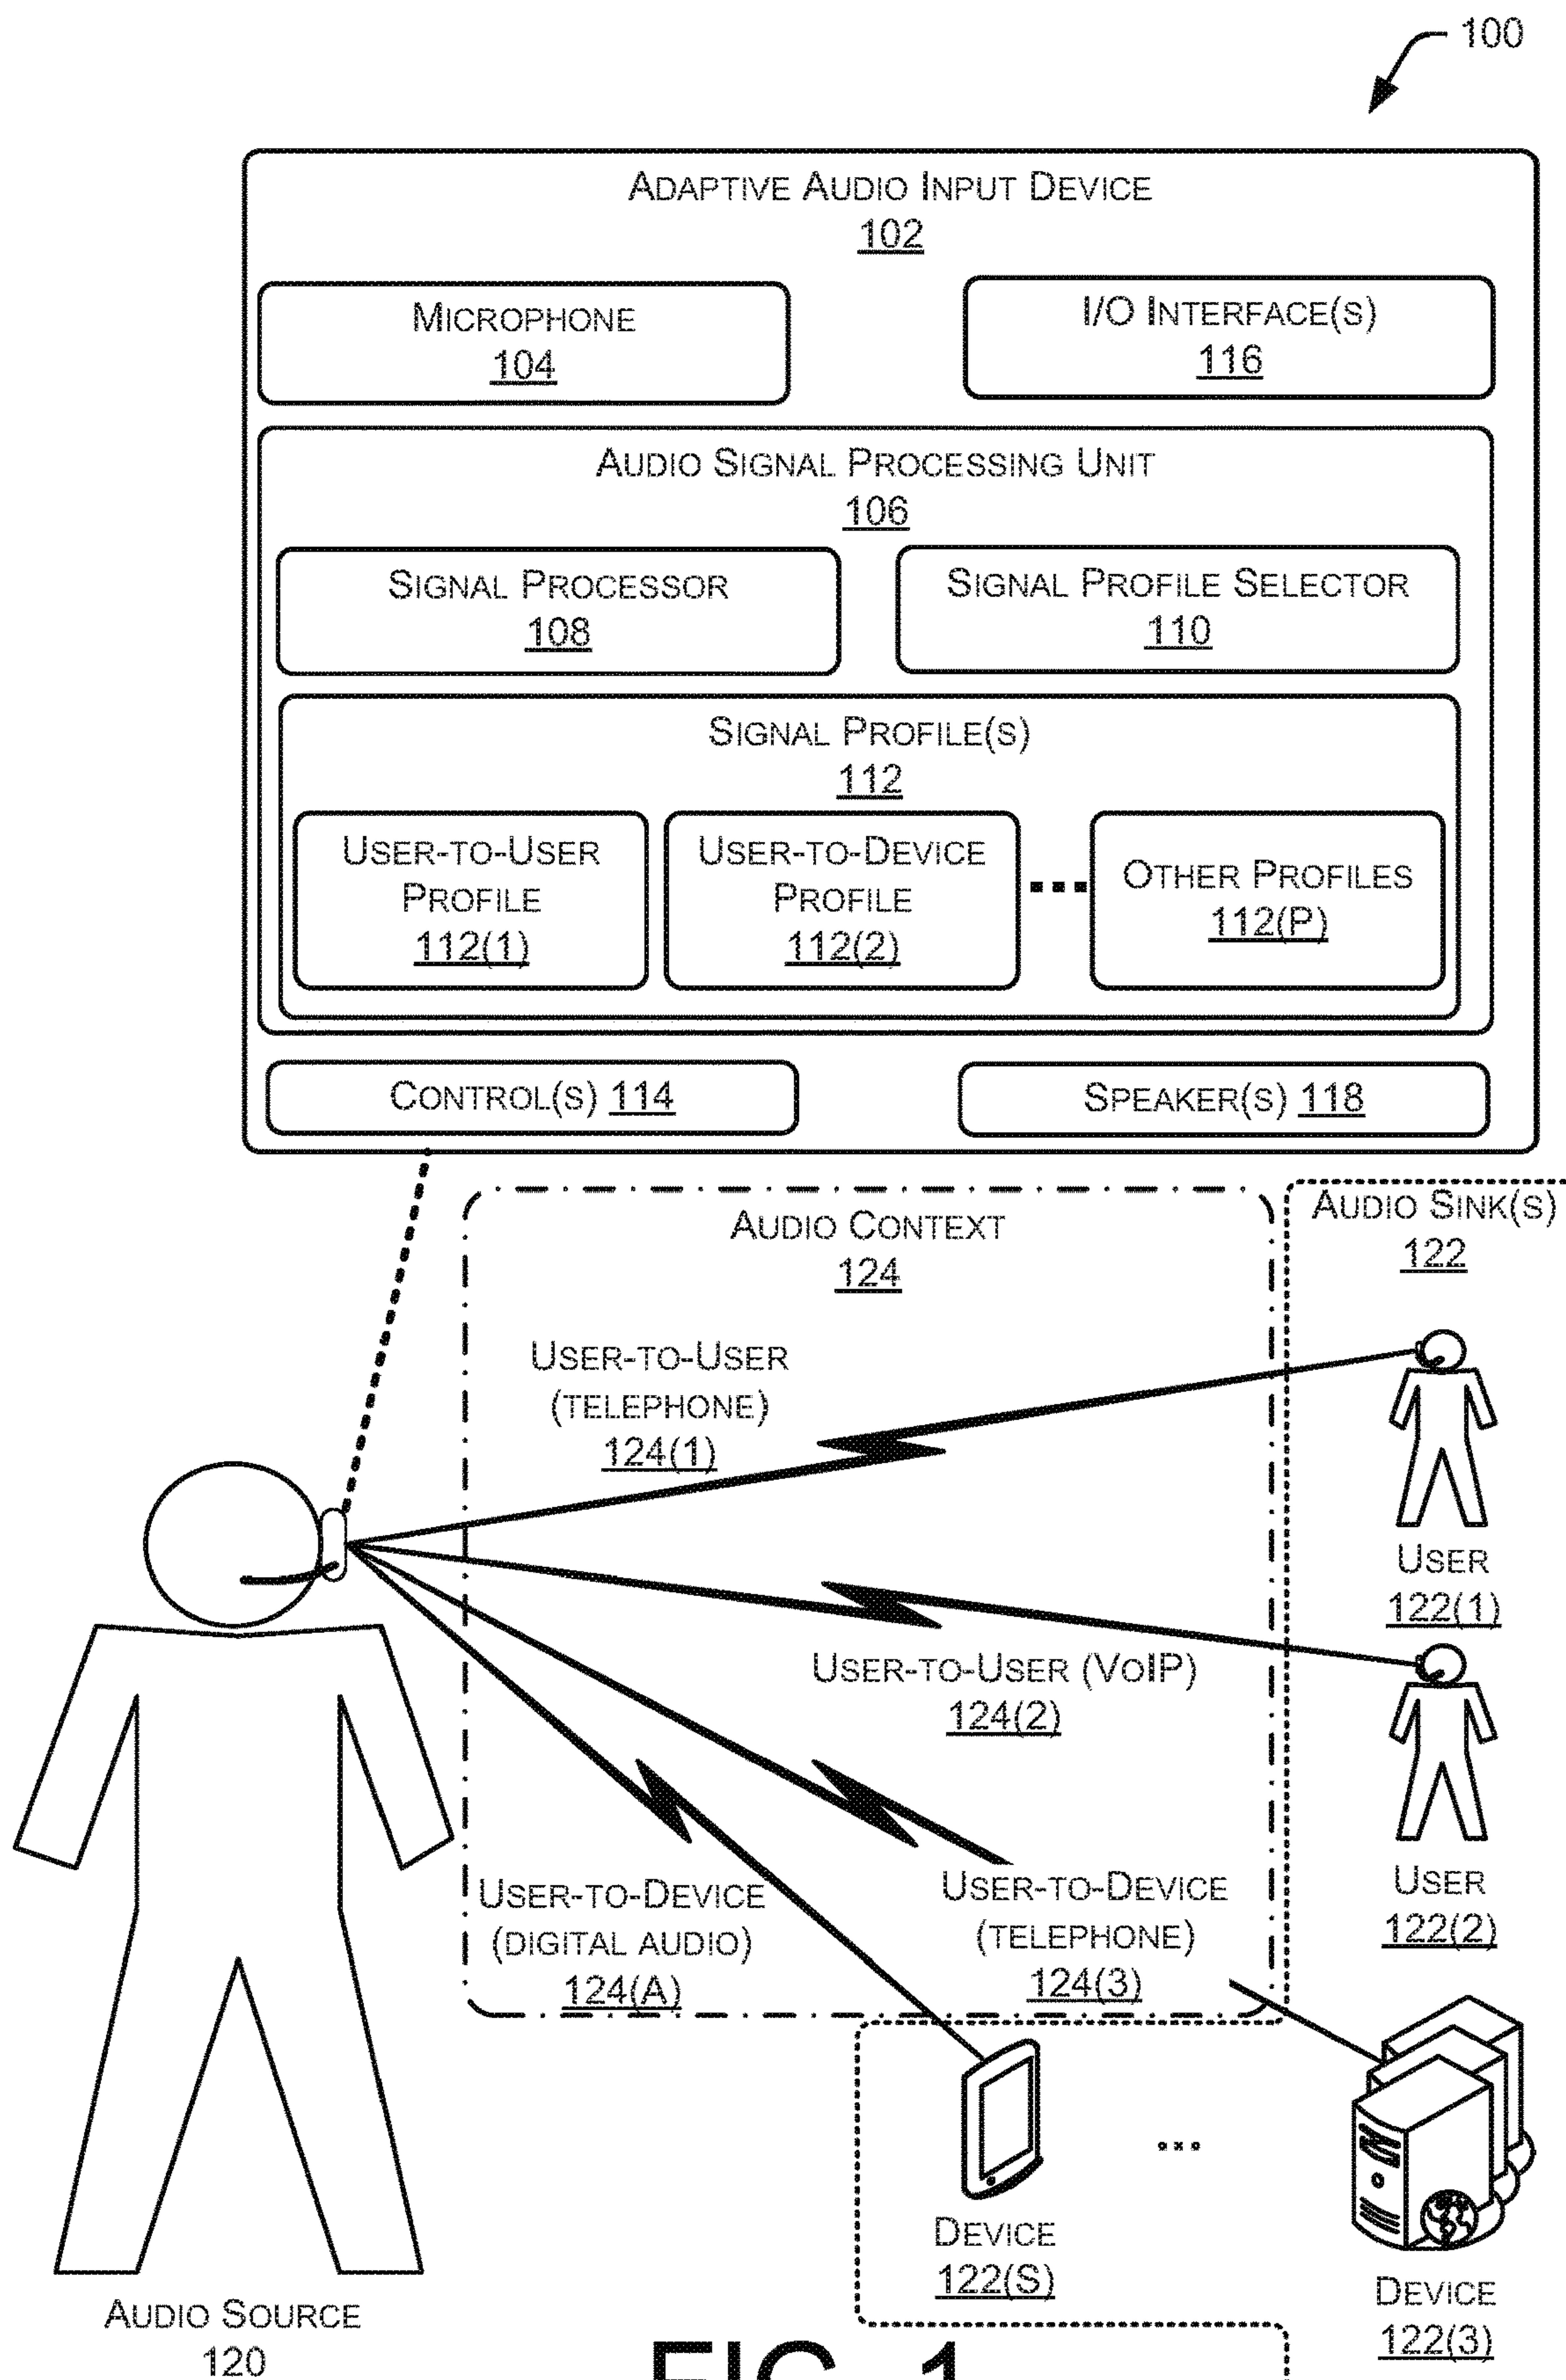 100
ADAPTIVE AUDIO INPUT DEVICE
102
MICROPHONE
104
I/O INTERFACE(S)
116
AUDIO SIGNAL PROCESSING UNIT
106
SIGNAL PROCESSOR
108
SIGNAL PROFILE SELECTOR
110
SIGNAL PROFILE(S)
112
USER-TO-USER
PROFILE
112(1)
USER-TO-DEVICE
PROFILE
112(2)
OTHER PROFILES
112(P)
CONTROL(S) 114
SPEAKER(S) 118
AUDIO CONTEXT
124
AUDIO SINK(S)
122
USER-TO-USER
(TELEPHONE)
124(1)
USER
122(1)
USER-TO-USER (VOIP)
124(2)
USER
122(2)
USER-TO-DEVICE
(DIGITAL AUDIO)
124(A)
USER-TO-DEVICE
(TELEPHONE)
124(3)
...
DEVICE
122(S)
DEVICE
122(3)
AUDIO SOURCE
120
FIG. 1